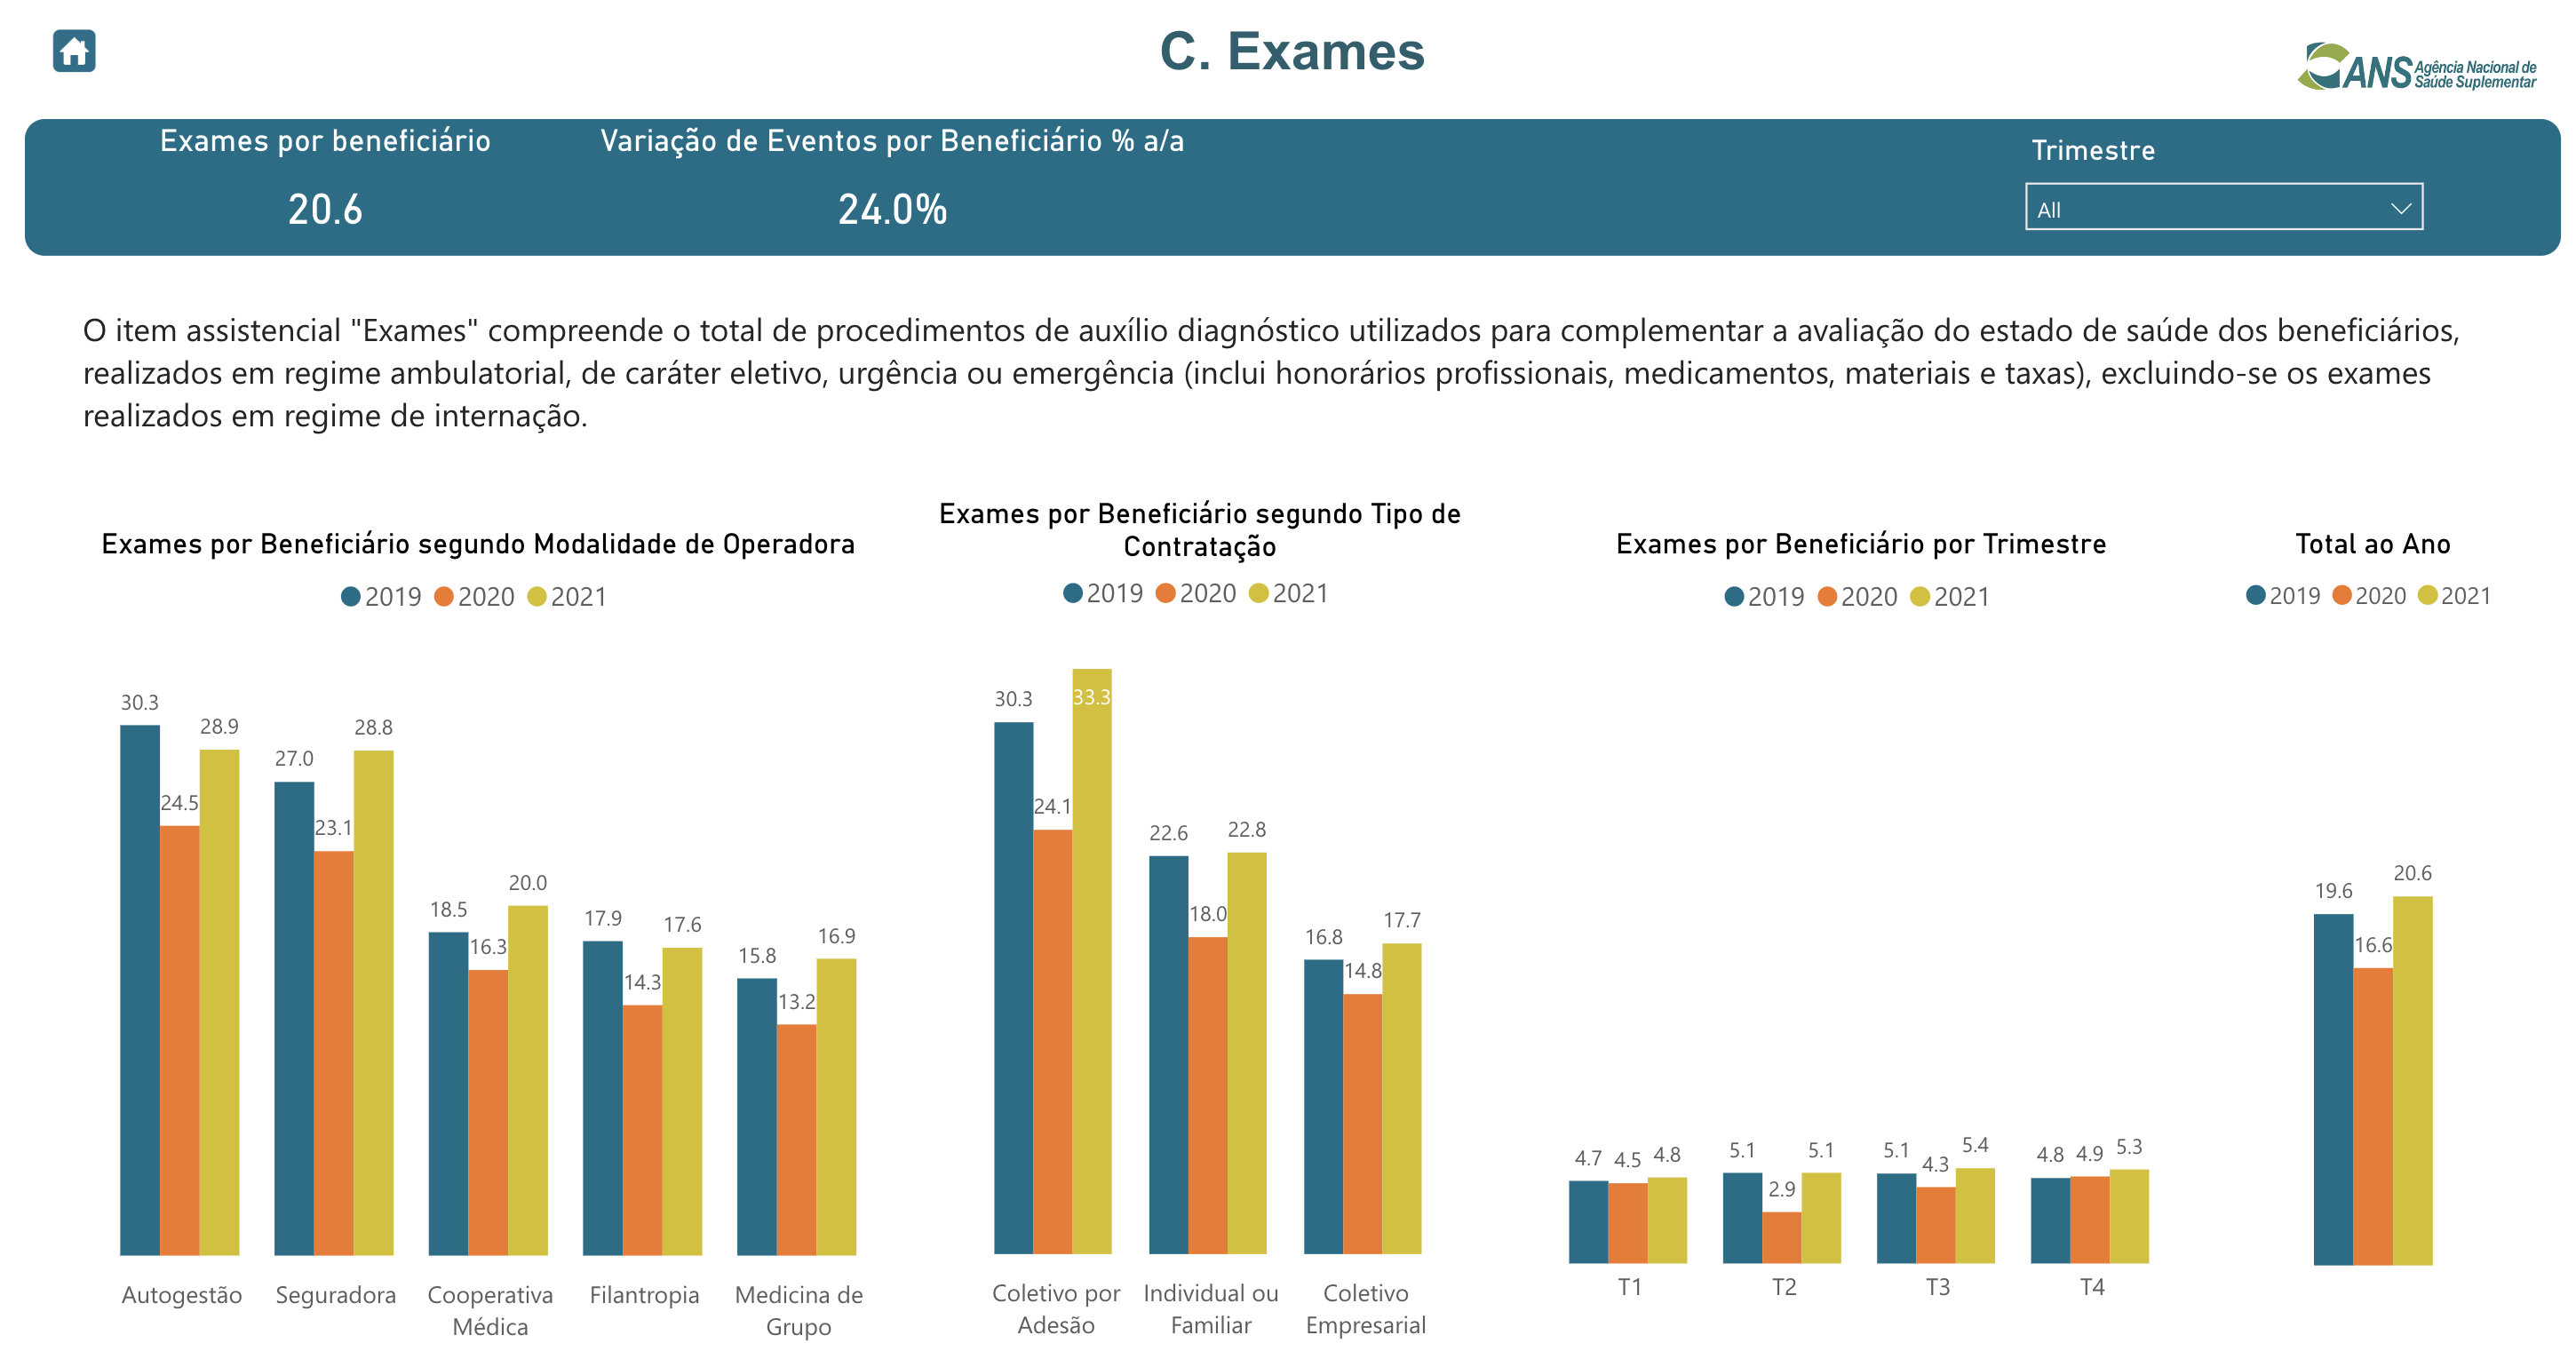 C. Exames
ANS Agência Nacional de
Saúde Suplementar
Exames por beneficiário
20.6
Variação de Eventos por Beneficiário % a/a
24.0%
Trimestre
All
O item assistencial "Exames" compreende o total de procedimentos de auxílio diagnóstico utilizados para complementar a avaliação do estado de saúde dos beneficiários,
realizados em regime ambulatorial, de caráter eletivo, urgência ou emergência (inclui honorários profissionais, medicamentos, materiais e taxas), excluindo-se os exames
realizados em regime de internação.
Exames por Beneficiário segundo Modalidade de Operadora
2019 2020 2021
30.3 24.5 28.9
27.0 23.1 28.8
18.5 16.3 20.0
17.9 14.3 17.6
15.8 13.2 16.9
Autogestão Seguradora Cooperativa Filantropia Medicina de
Médica Grupo
Exames por Beneficiário segundo Tipo de
Contratação
2019 2020 2021
30.3 24.1 33.3
22.6 18.0 22.8
16.8 14.8 17.7
Coletivo por Individual ou Coletivo
Adesão Familiar Empresarial
Exames por Beneficiário por Trimestre
2019 2020 2021
4.7 4.5 4.8
5.1 2.9 5.1
5.1 4.3 5.4
4.8 4.9 5.3
T1 T2 T3 T4
Total ao Ano
2019 2020 2021
19.6 16.6 20.6